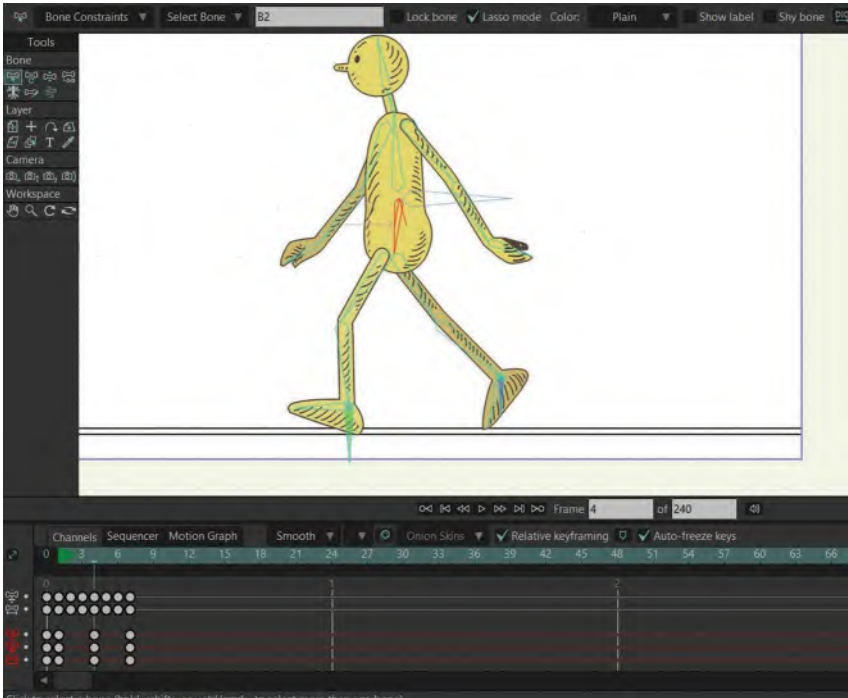 Bone Constraints Select Bone B2 Lock bone Lasso mode Color: Plain Show label Shy bone
Tools
Bone
Layer
Camera
Workspace
Frame 4 of 240
Channels Sequencer Motion Graph Smooth Onion Skins Relative keyframing Auto-freeze keys
0 3 6 9 12 15 18 21 24 27 30 33 36 39 42 45 48 51 54 57 60 63 66
0 1 2